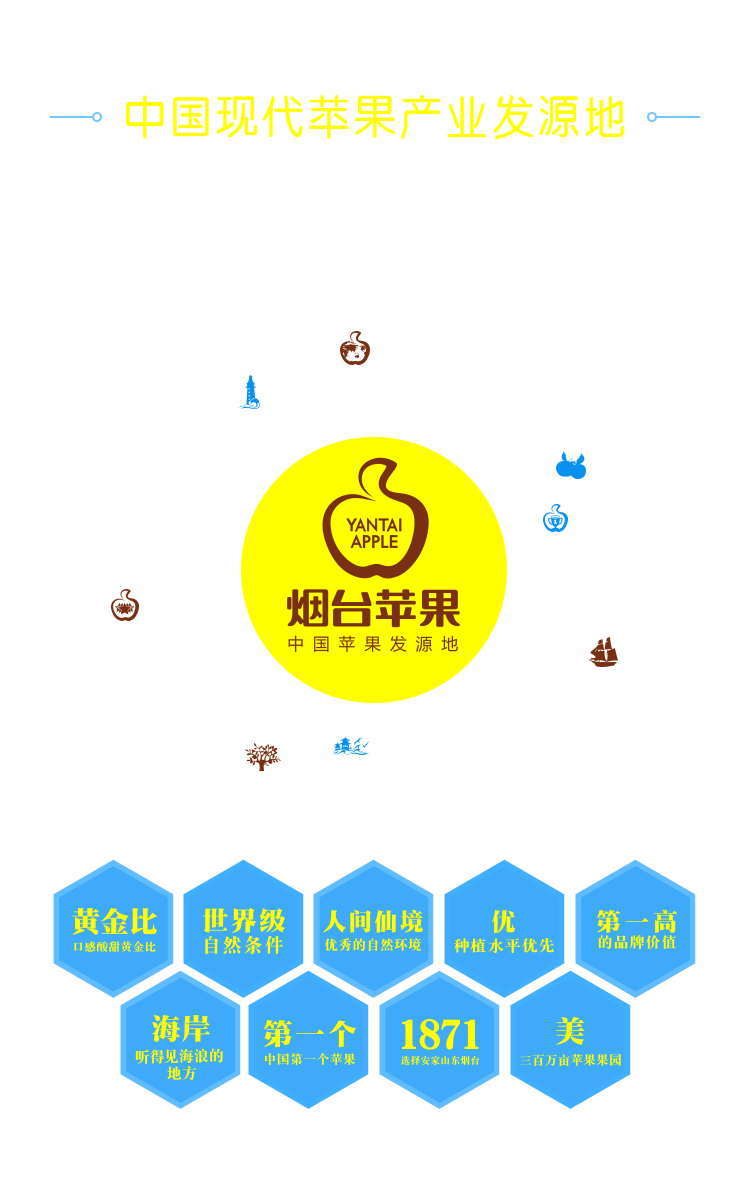 中国现代苹果产业发源地
YANTAI
APPLE
烟台苹果
中国苹果发源地
黄金比
口感酸甜黄金比
世界级
自然条件
人间仙境
优秀的自然环境
优
种植水平优先
第一高
的品牌价值
海岸
听得见海浪的
地方
第一个
中国第一个苹果
1871
选择安家山东烟台
美
三百万亩苹果果园